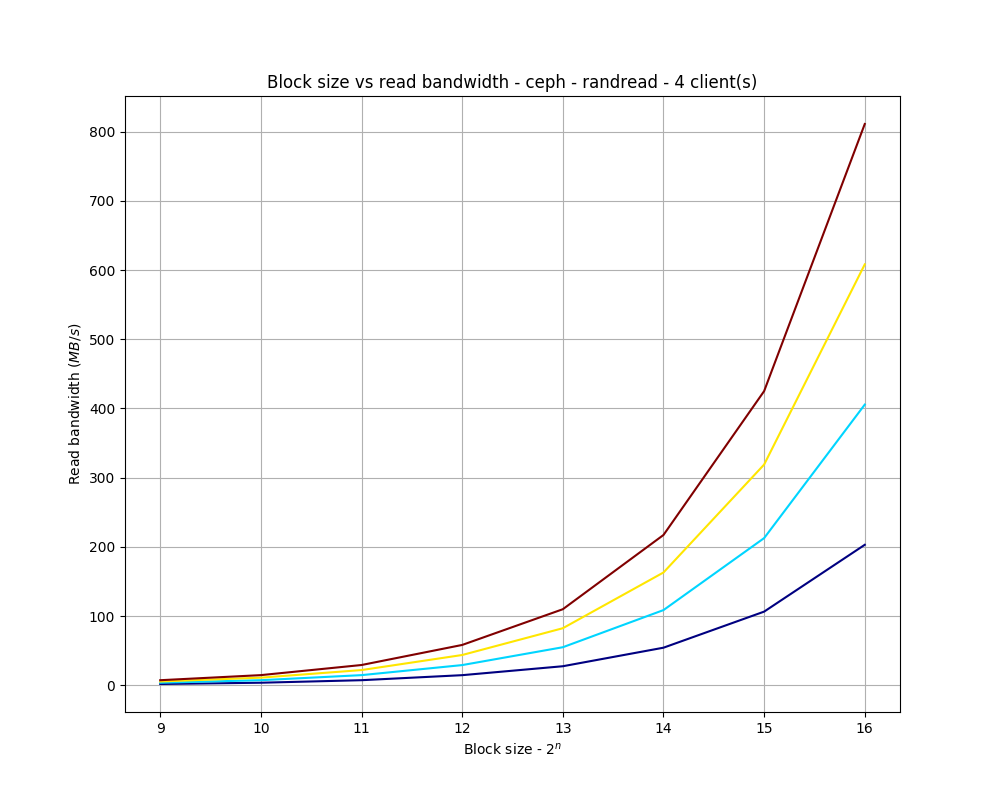 Block size vs read bandwidth - ceph - randread - 4 client(s)
Read bandwidth (MB/s)
800
700
600
500
400
300
200
100
0
9 10 11 12 13 14 15 16
Block size - 2ⁿ